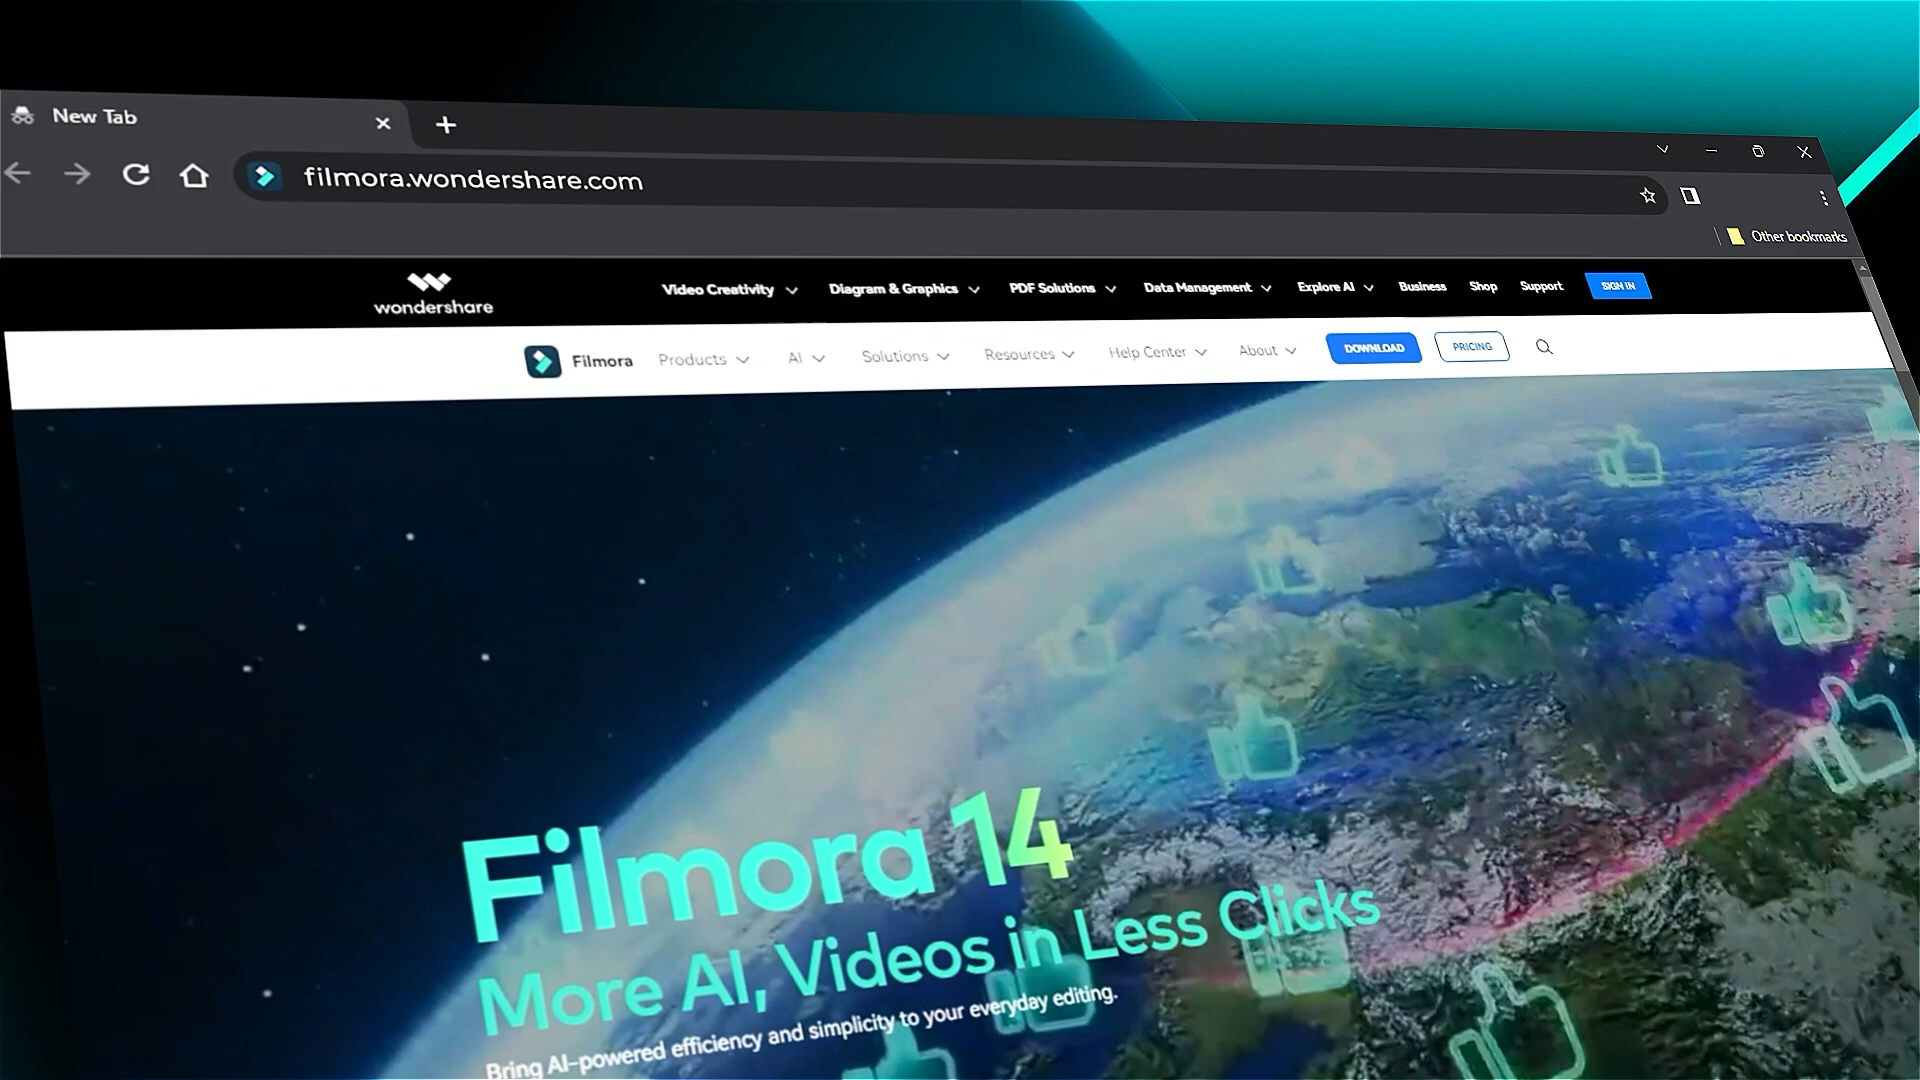 New Tab
filmora.wondershare.com
Other bookmarks
wondershare
Video Creativity
Diagram & Graphics
PDF Solutions
Data Management
Explore AI
Business
Shop
Support
SIGN IN
Filmora
Products
AI
Solutions
Resources
Help Center
About
DOWNLOAD
PRICING
Filmora 14
More AI, Videos in Less Clicks
Bring AI-powered efficiency and simplicity to your everyday editing.